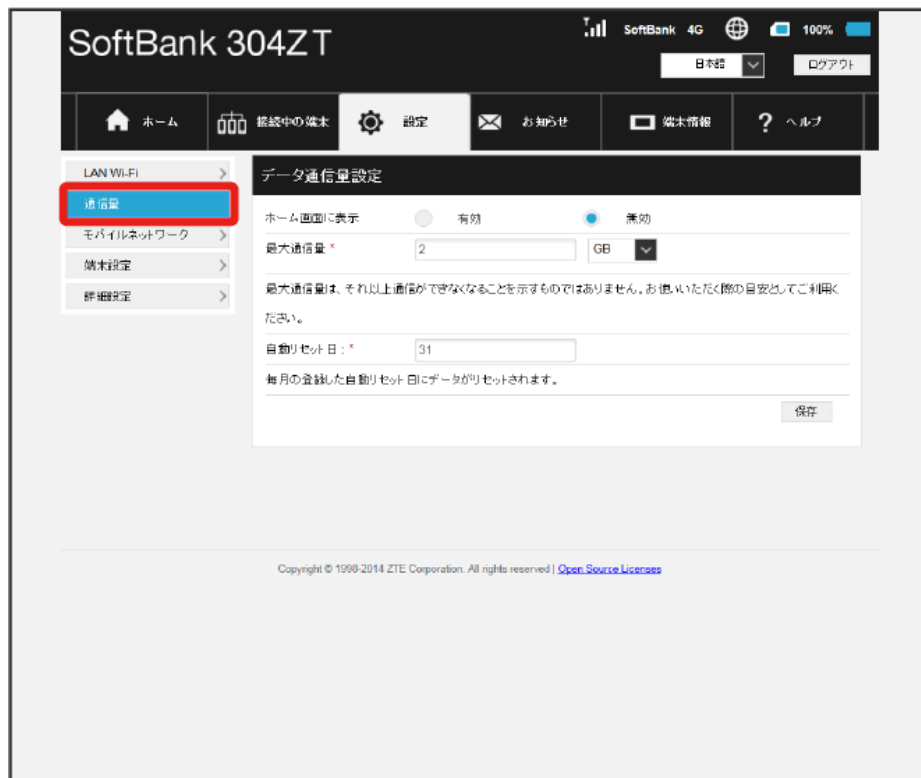 SoftBank 304ZT
SoftBank 4G 100%
日本語 ログアウト
ホーム 接続中の端末 設定 お知らせ 端末情報 ? ヘルプ
LAN Wi-Fi
通信量
モバイルネットワーク
端末設定
詳細設定
データ通信量設定
ホーム画面に表示 有効 無効
最大通信量 * 2 GB
最大通信量は、それ以上通信ができなくなることを示すものではありません。お使いいただく際の目安としてご利用く
ださい。
自動リセット日:* 31
毎月の登録した自動リセット日にデータがリセットされます。
保存
Copyright © 1998-2014 ZTE Corporation. All rights reserved | Open Source Licenses